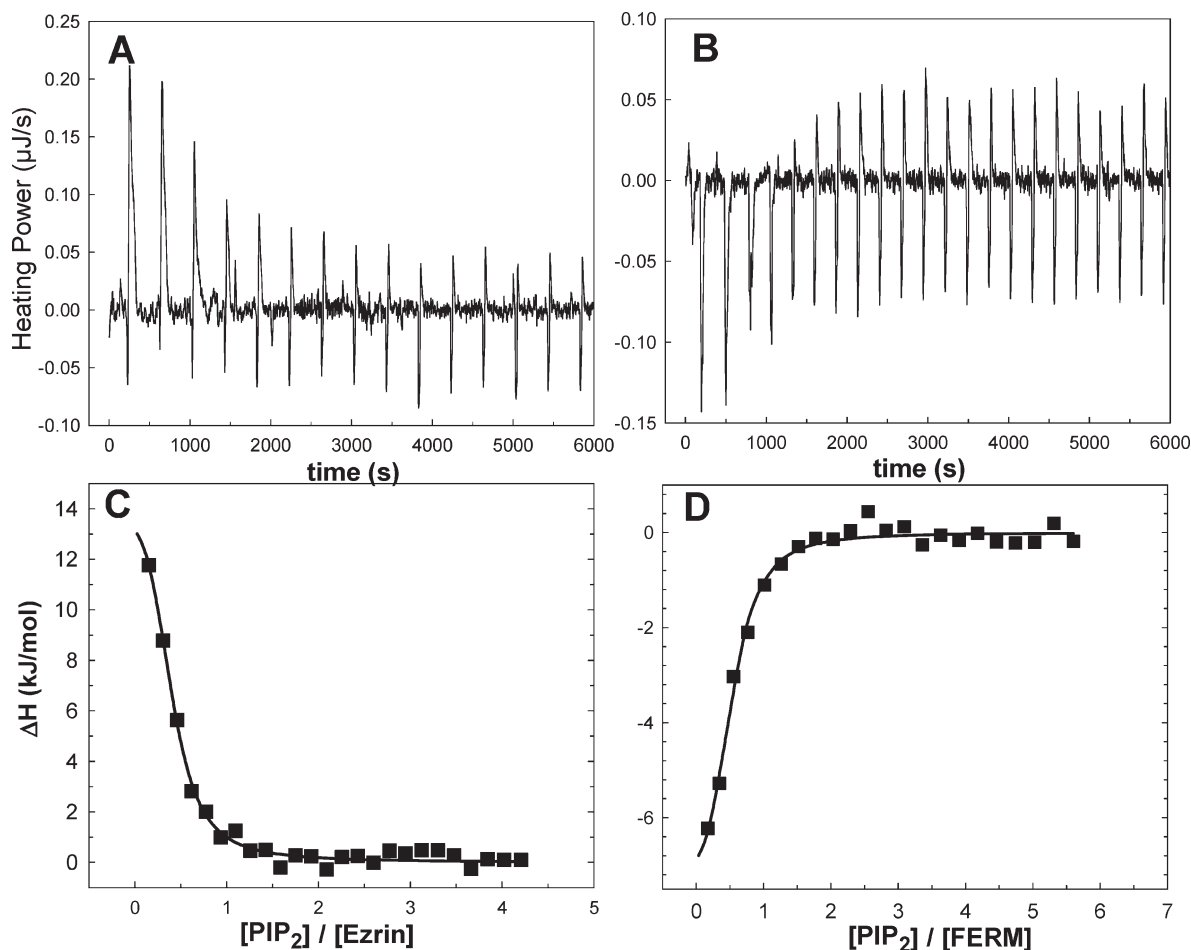 A
B
Heating Power (µJ/s)
0.25
0.20
0.15
0.10
0.05
0.00
-0.05
-0.10
0 1000 2000 3000 4000 5000 6000
time (s)
0.10
0.05
0.00
-0.05
-0.10
-0.15
0 1000 2000 3000 4000 5000 6000
time (s)
C
D
ΔH (kJ/mol)
14
12
10
8
6
4
2
0
0 1 2 3 4 5
[PIP2] / [Ezrin]
0
-2
-4
-6
0 1 2 3 4 5 6 7
[PIP2] / [FERM]